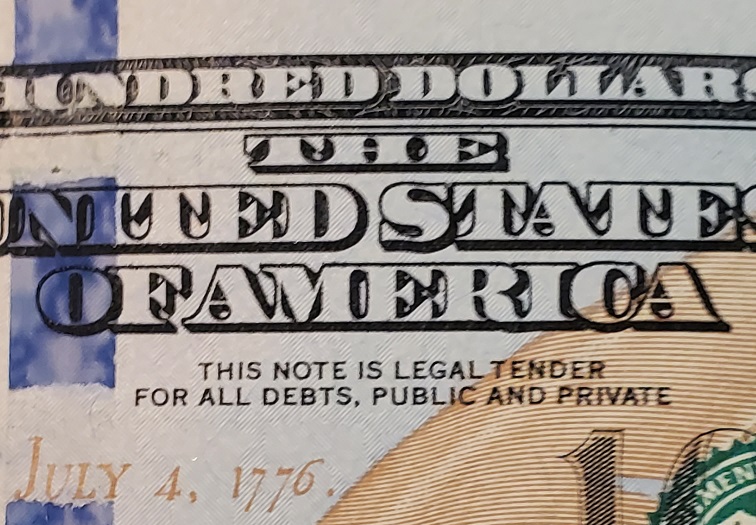 HUNDRED DOLLARS
THE
UNITED STATES
OF AMERICA
THIS NOTE IS LEGAL TENDER
FOR ALL DEBTS, PUBLIC AND PRIVATE
JULY 4, 1776.